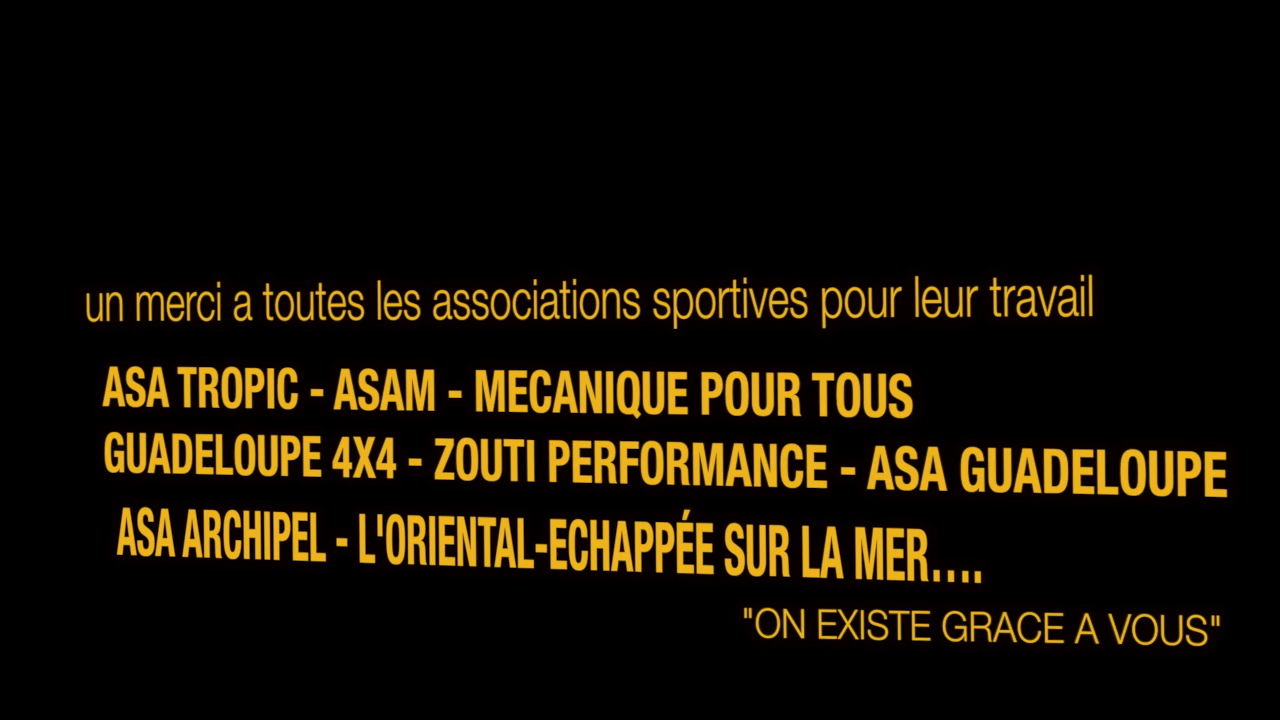 un merci a toutes les associations sportives pour leur travail
ASA TROPIC - ASAM - MECANIQUE POUR TOUS
GUADELOUPE 4X4 - ZOUTI PERFORMANCE - ASA GUADELOUPE
ASA ARCHIPEL - L'ORIENTAL-ECHAPPÉE SUR LA MER....
"ON EXISTE GRACE A VOUS"